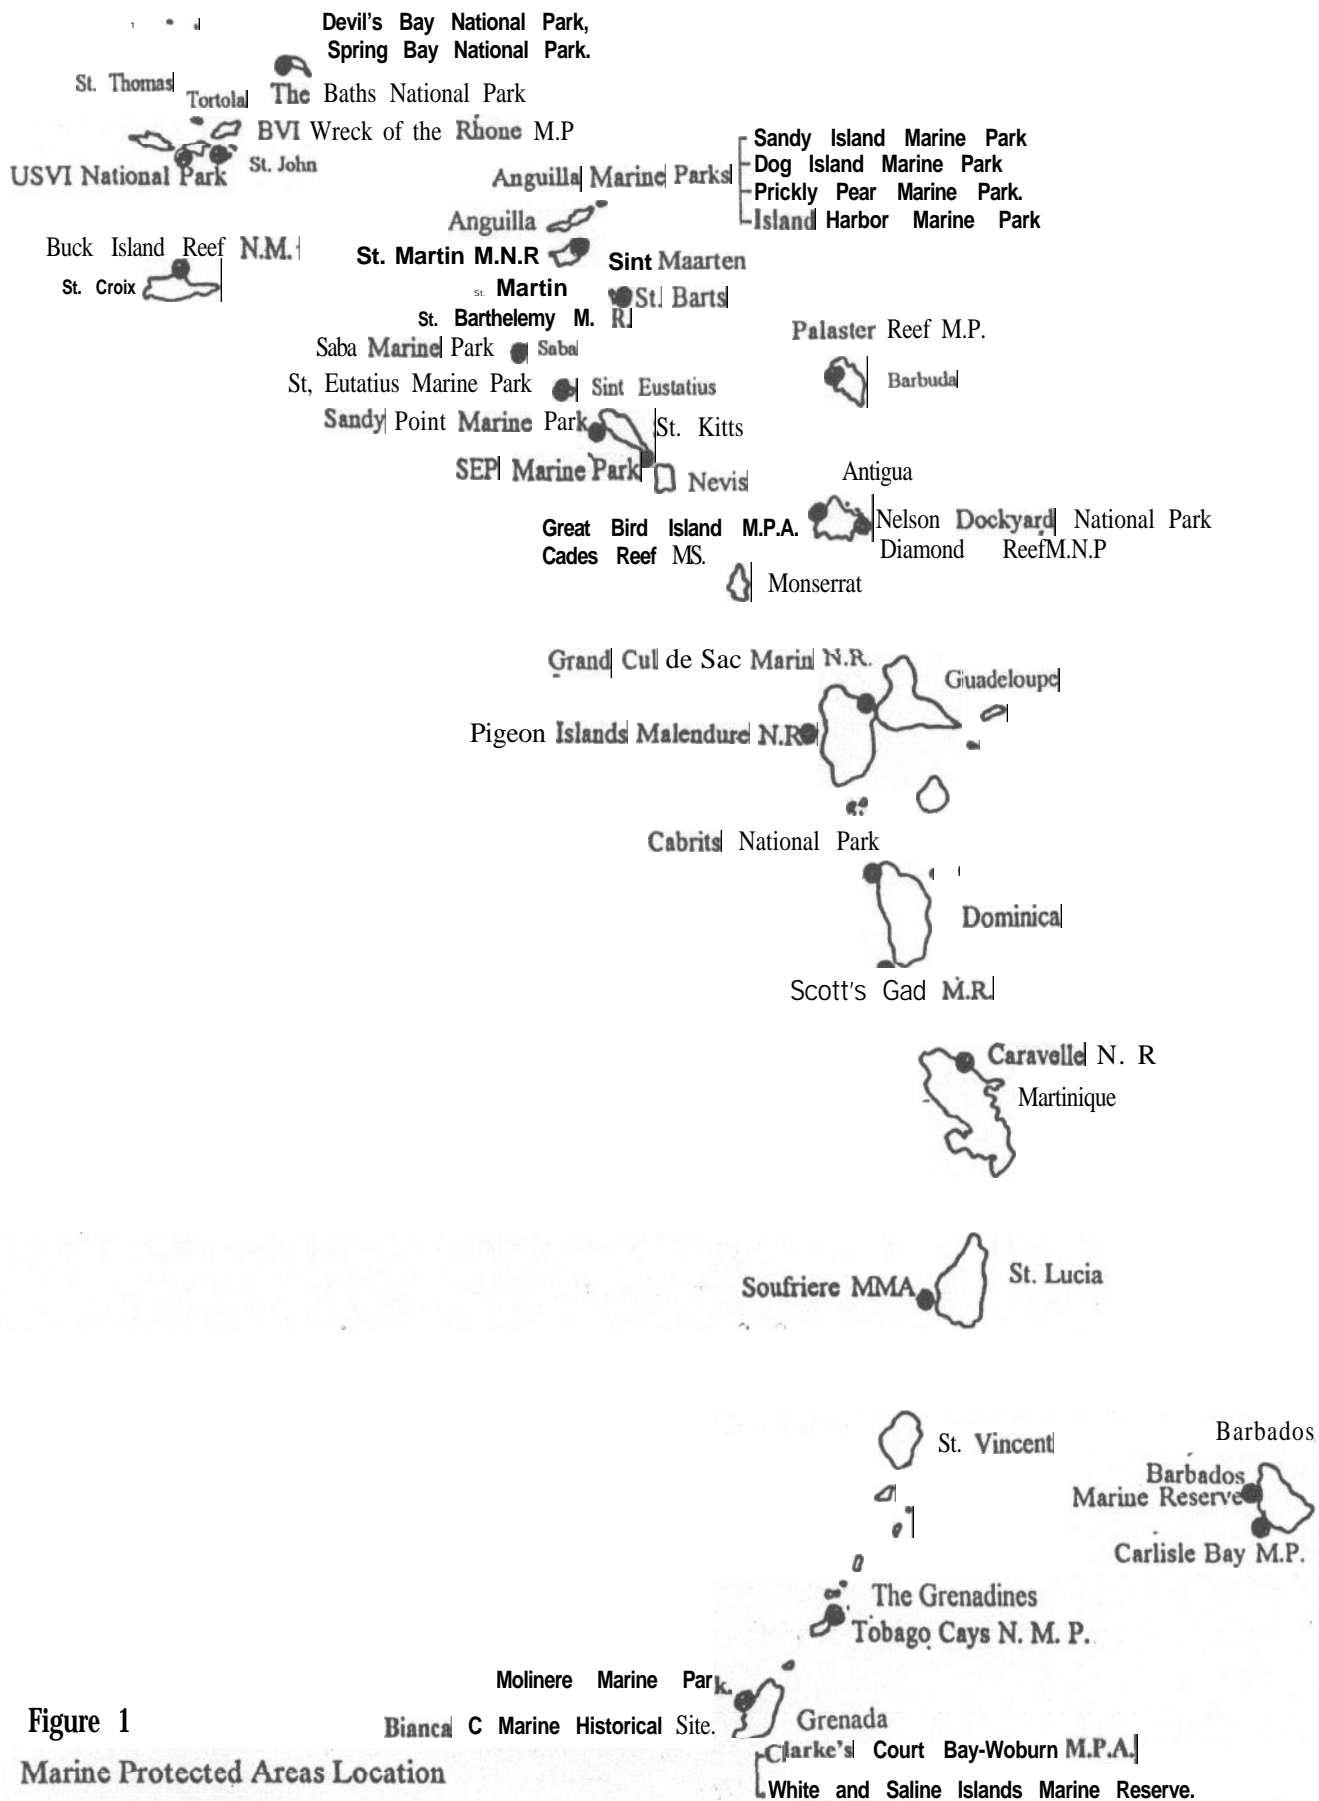 Devil's Bay National Park,
Spring Bay National Park.
St. Thomas
Tortola
The Baths National Park
BVI Wreck of the Rhone M.P
St. John
USVI National Park
Sandy Island Marine Park
Dog Island Marine Park
Anguilla Marine Parks
Prickly Pear Marine Park.
Island Harbor Marine Park
Anguilla
Buck Island Reef N.M.
St. Martin M.N.R
Sint Maarten
St. Croix
St. Martin
St. Barts
St. Barthelemy M. R.
Palaster Reef M.P.
Saba Marine Park
Saba
St, Eutatius Marine Park
Sint Eustatius
Barbuda
Sandy Point Marine Park
St. Kitts
SEP Marine Park
Nevis
Antigua
Great Bird Island M.P.A.
Nelson Dockyard National Park
Cades Reef MS.
Diamond ReefM.N.P
Monserrat
Grand Cul de Sac Marin N.R.
Guadeloupe
Pigeon Islands Malendure N.R
Cabrits National Park
Dominica
Scott's Gad M.R.
Caravelle N. R
Martinique
Soufriere MMA
St. Lucia
St. Vincent
Barbados
Barbados
Marine Reserve
Carlisle Bay M.P.
The Grenadines
Tobago Cays N. M. P.
Molinere Marine Park.
Bianca C Marine Historical Site.
Grenada
Clarke's Court Bay-Woburn M.P.A.
White and Saline Islands Marine Reserve.
Figure 1
Marine Protected Areas Location